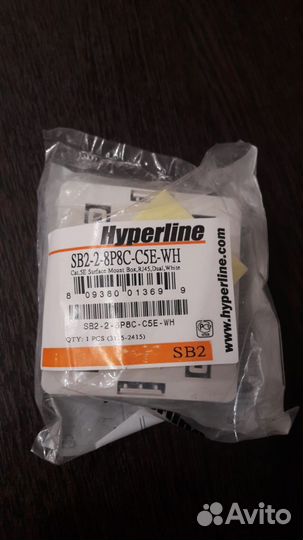 Hyperline
SB2-2-8P8C-C5E-WH
Cat.5E Surface Mount Box,RJ45,Dual,White
8 09380 01369 9
SB2-2-8P8C-C5E-WH
QTY: 1 PCS
SB2
www.hyperline.com
Avito